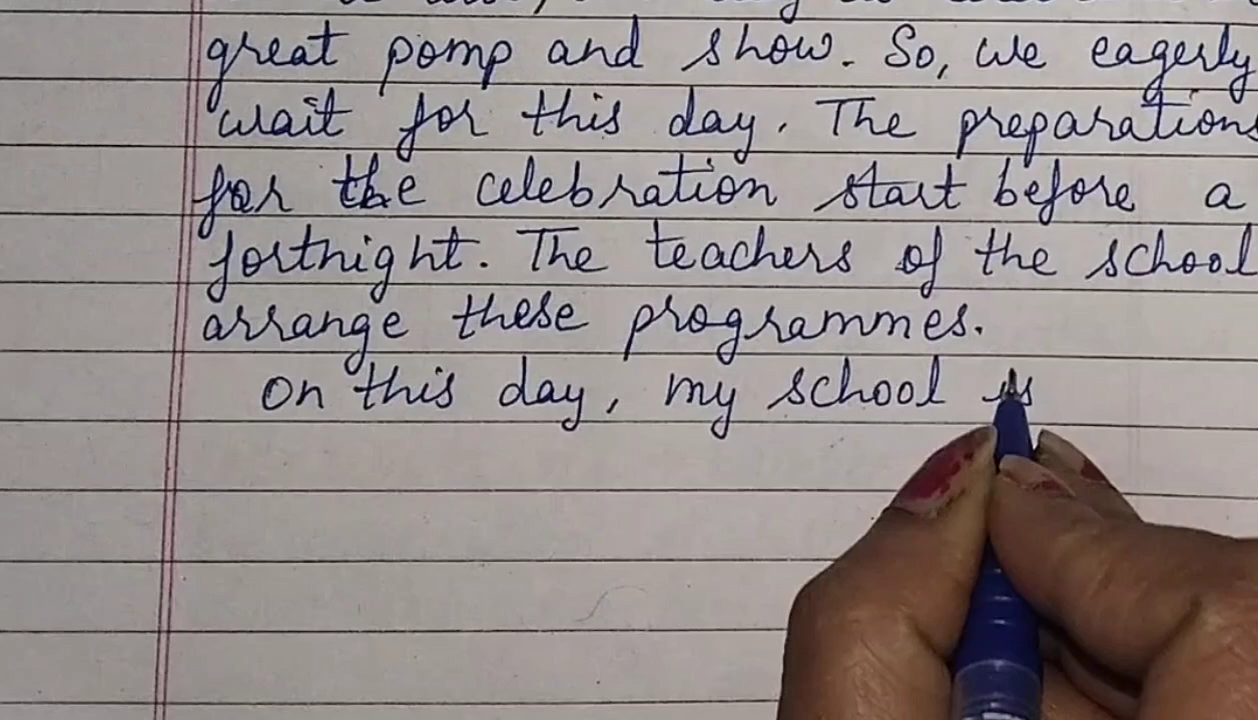 great pomp and show. So, we eagerly
wait for this day. The preparations
for the celebration start before a
fortnight. The teachers of the school
arrange these programmes.
On this day, my school is